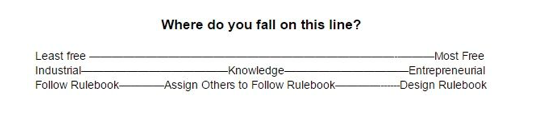 Where do you fall on this line?
Least free ———————————————Most Free
Industrial——————Knowledge—————Entrepreneurial
Follow Rulebook———Assign Others to Follow Rulebook————Design Rulebook